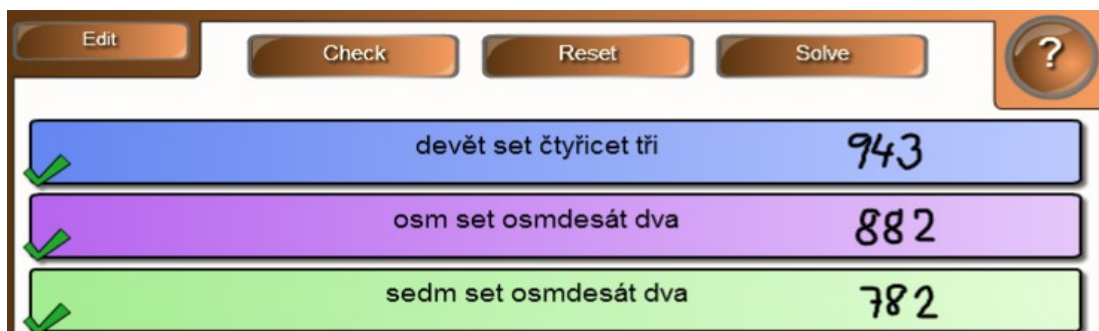 Edit
Check Reset Solve ?
devět set čtyřicet tři 943
osm set osmdesát dva 882
sedm set osmdesát dva 782